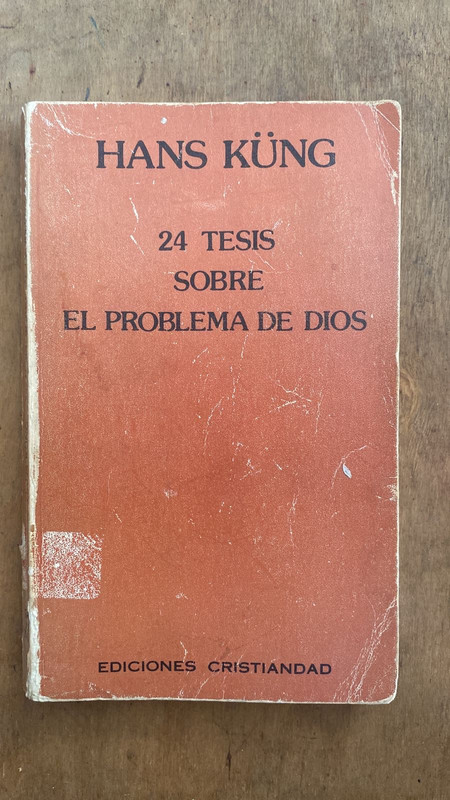 HANS KÜNG
24 TESIS
SOBRE
EL PROBLEMA DE DIOS
EDICIONES CRISTIANDAD